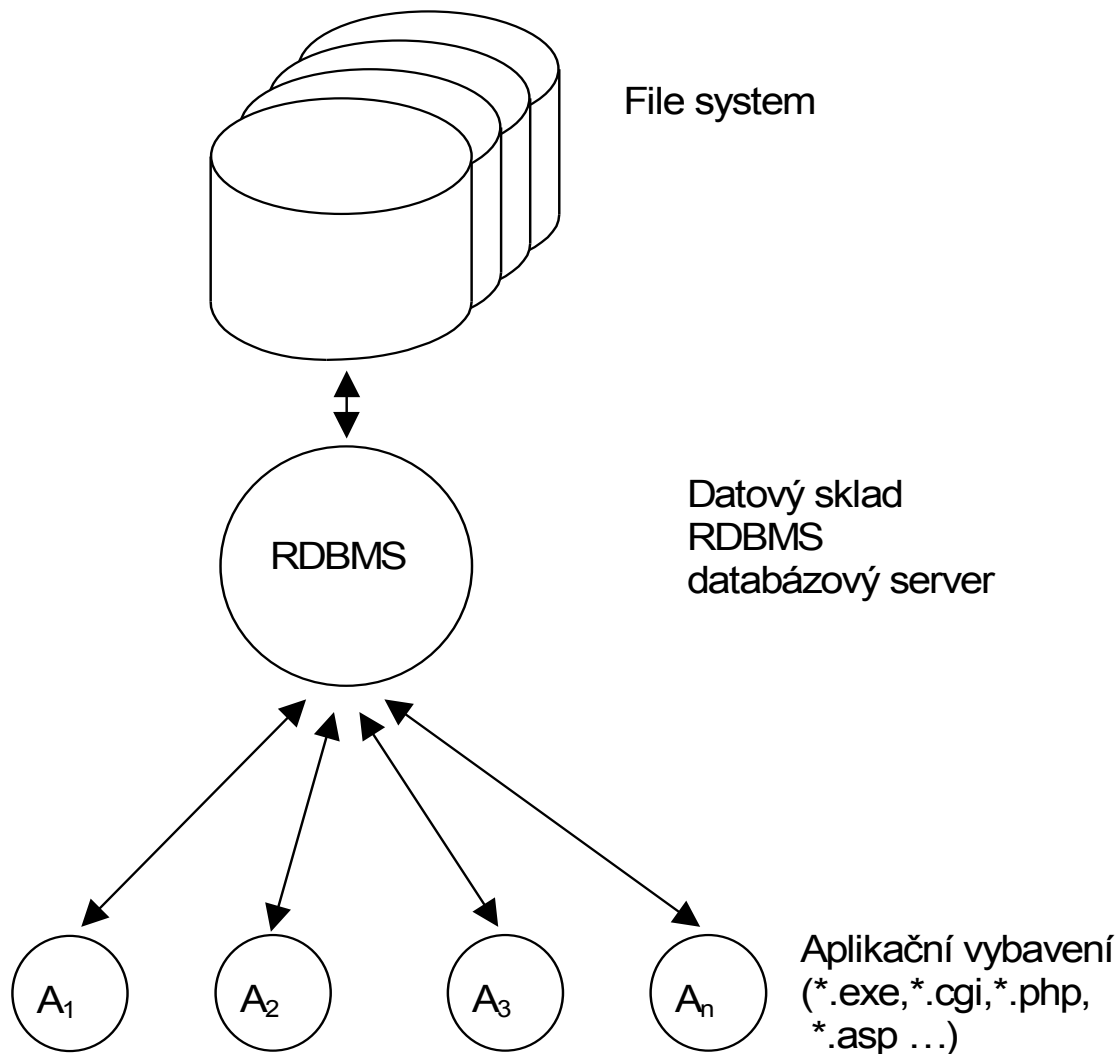 File system
RDBMS
Datový sklad
RDBMS
databázový server
A₁
A₂
A₃
Aₙ
Aplikační vybavení
(*.exe,*.cgi,*.php,
*.asp …)